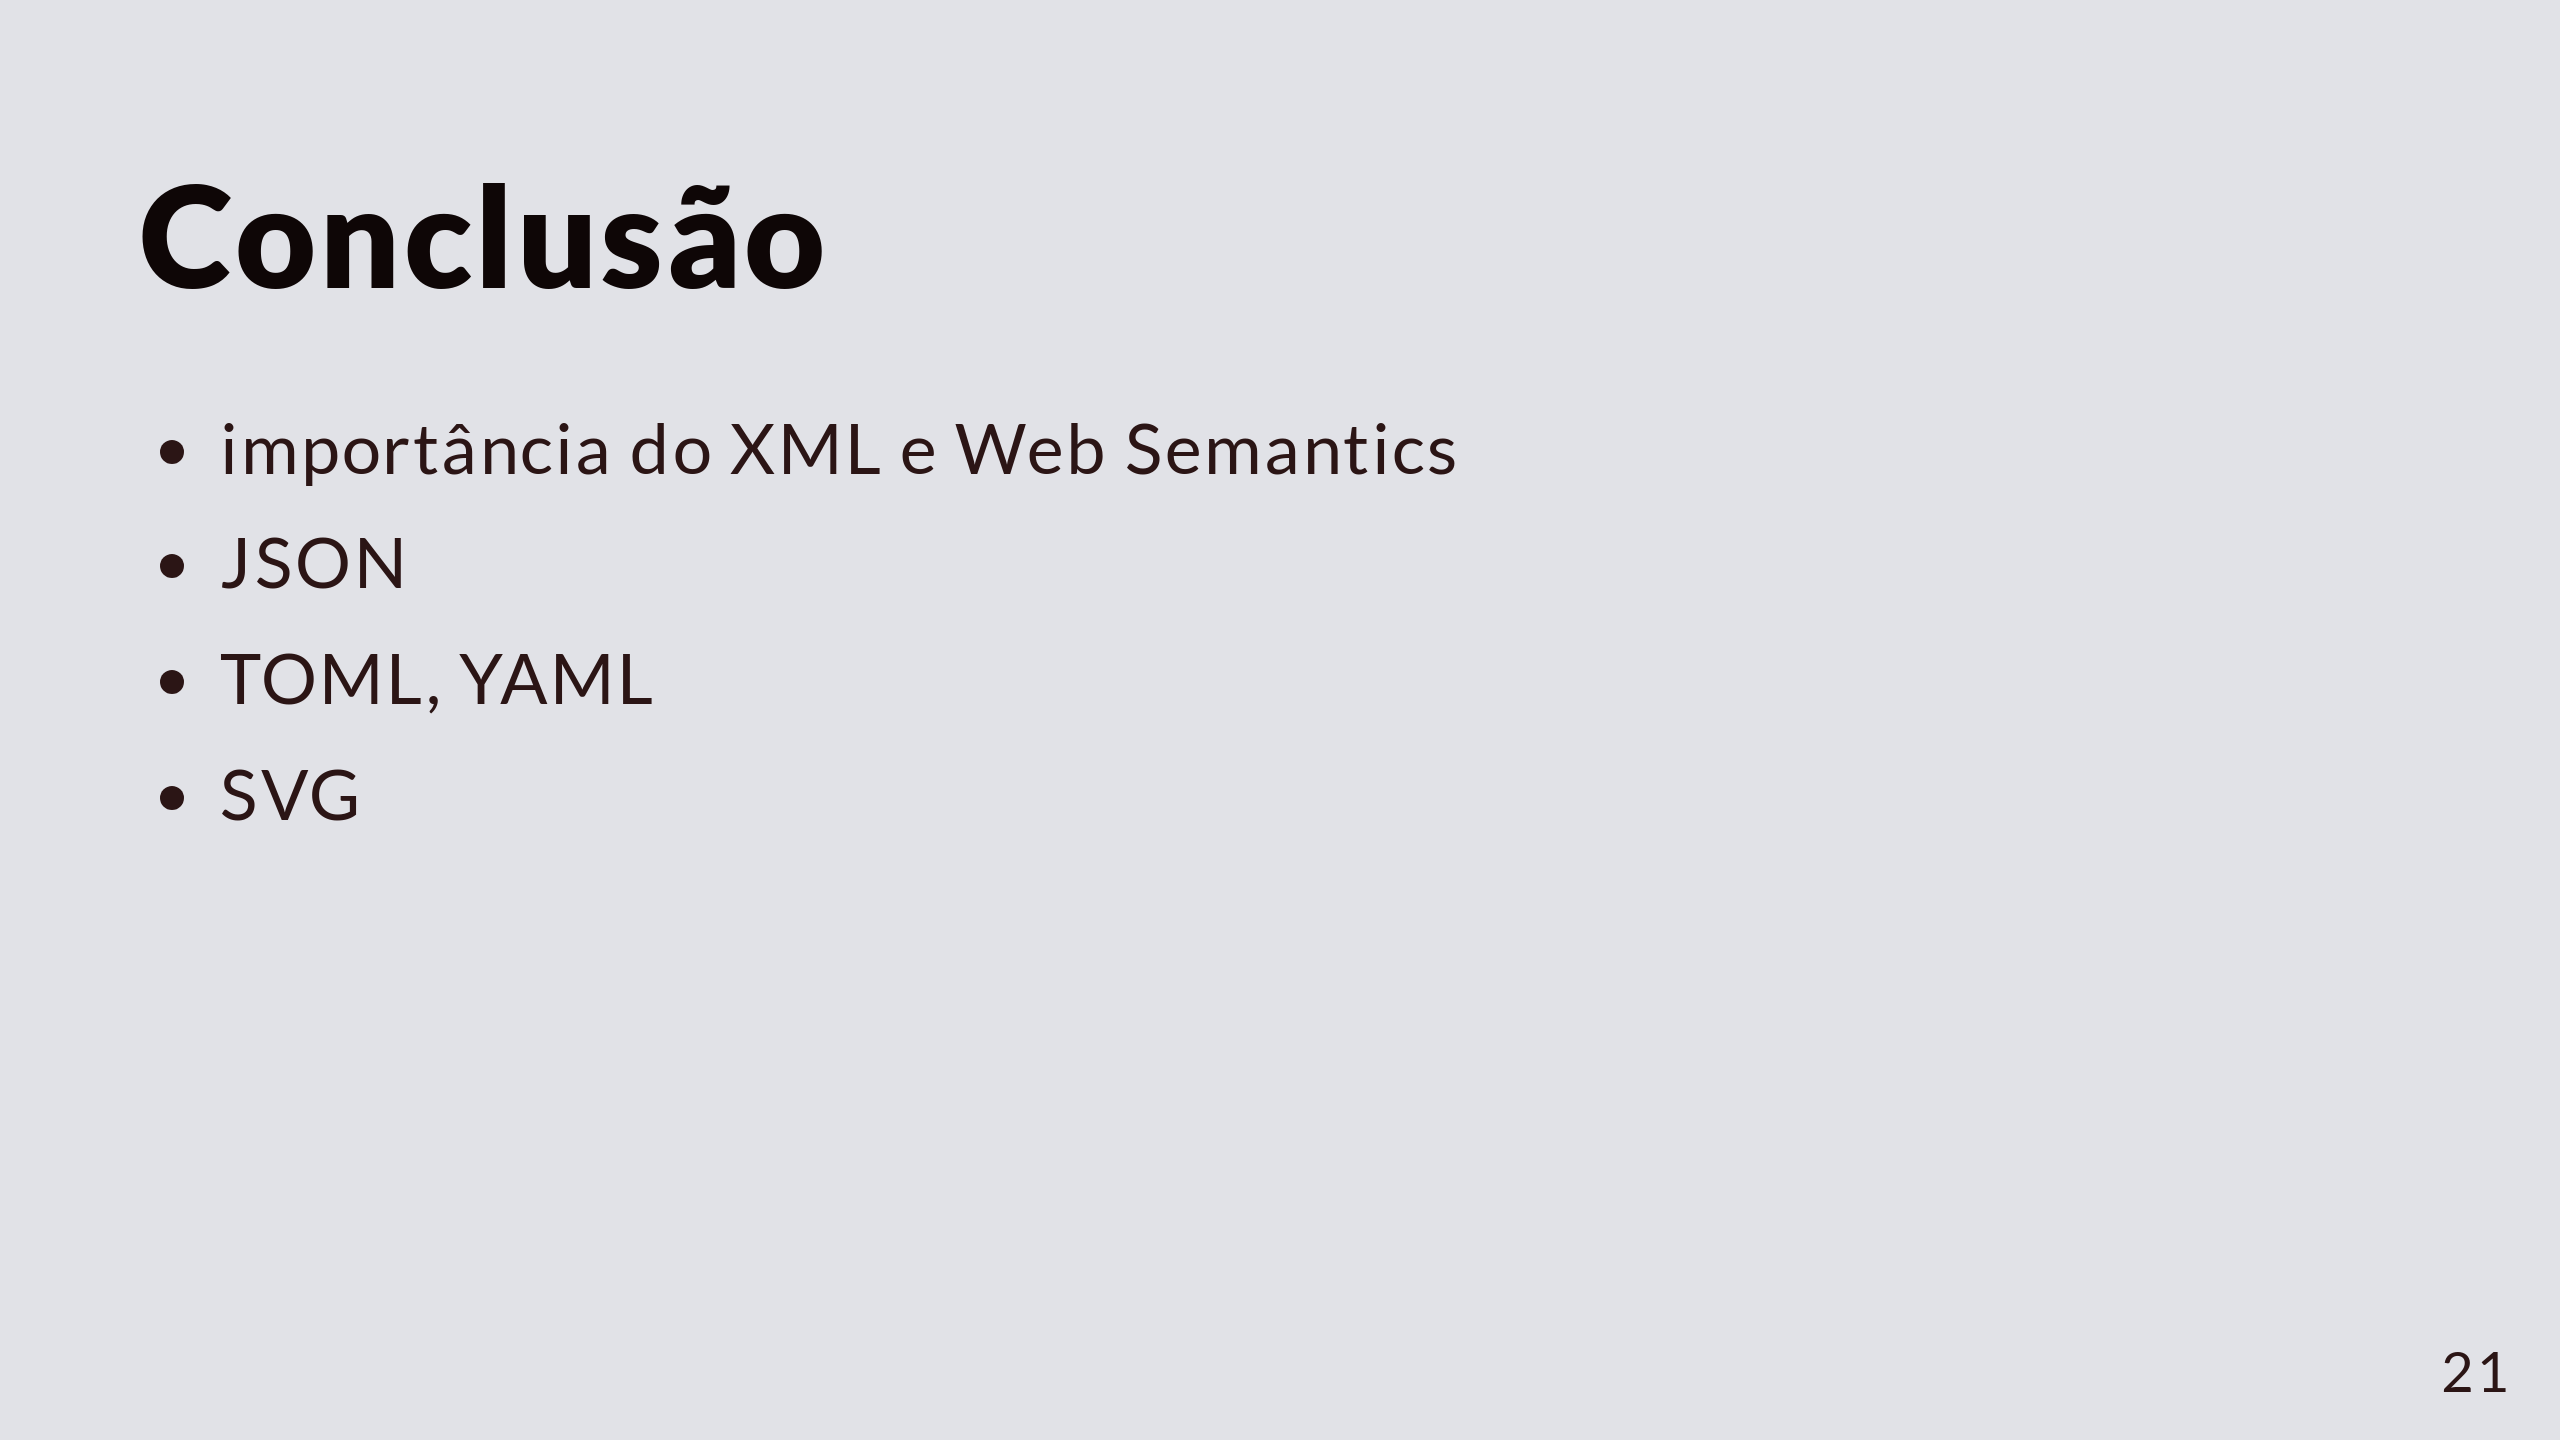 Conclusão
• importância do XML e Web Semantics
• JSON
• TOML, YAML
• SVG
21